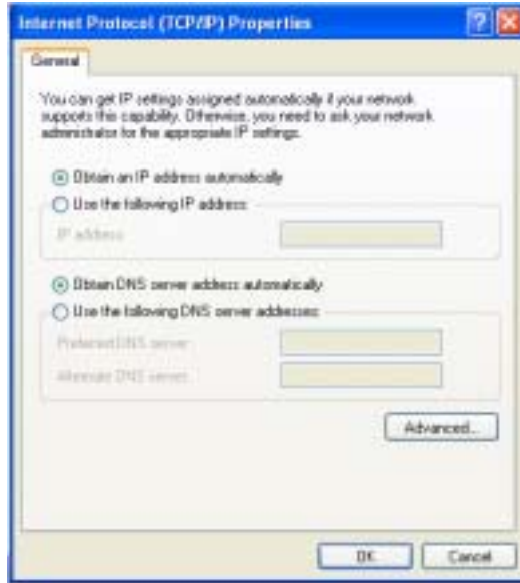 Internet Protocol (TCP/IP) Properties
General
You can get IP settings assigned automatically if your network
supports this capability. Otherwise, you need to ask your network
administrator for the appropriate IP settings.
Obtain an IP address automatically
Use the following IP address:
IP address:
Obtain DNS server address automatically
Use the following DNS server addresses:
Preferred DNS server:
Alternate DNS server:
Advanced...
OK
Cancel